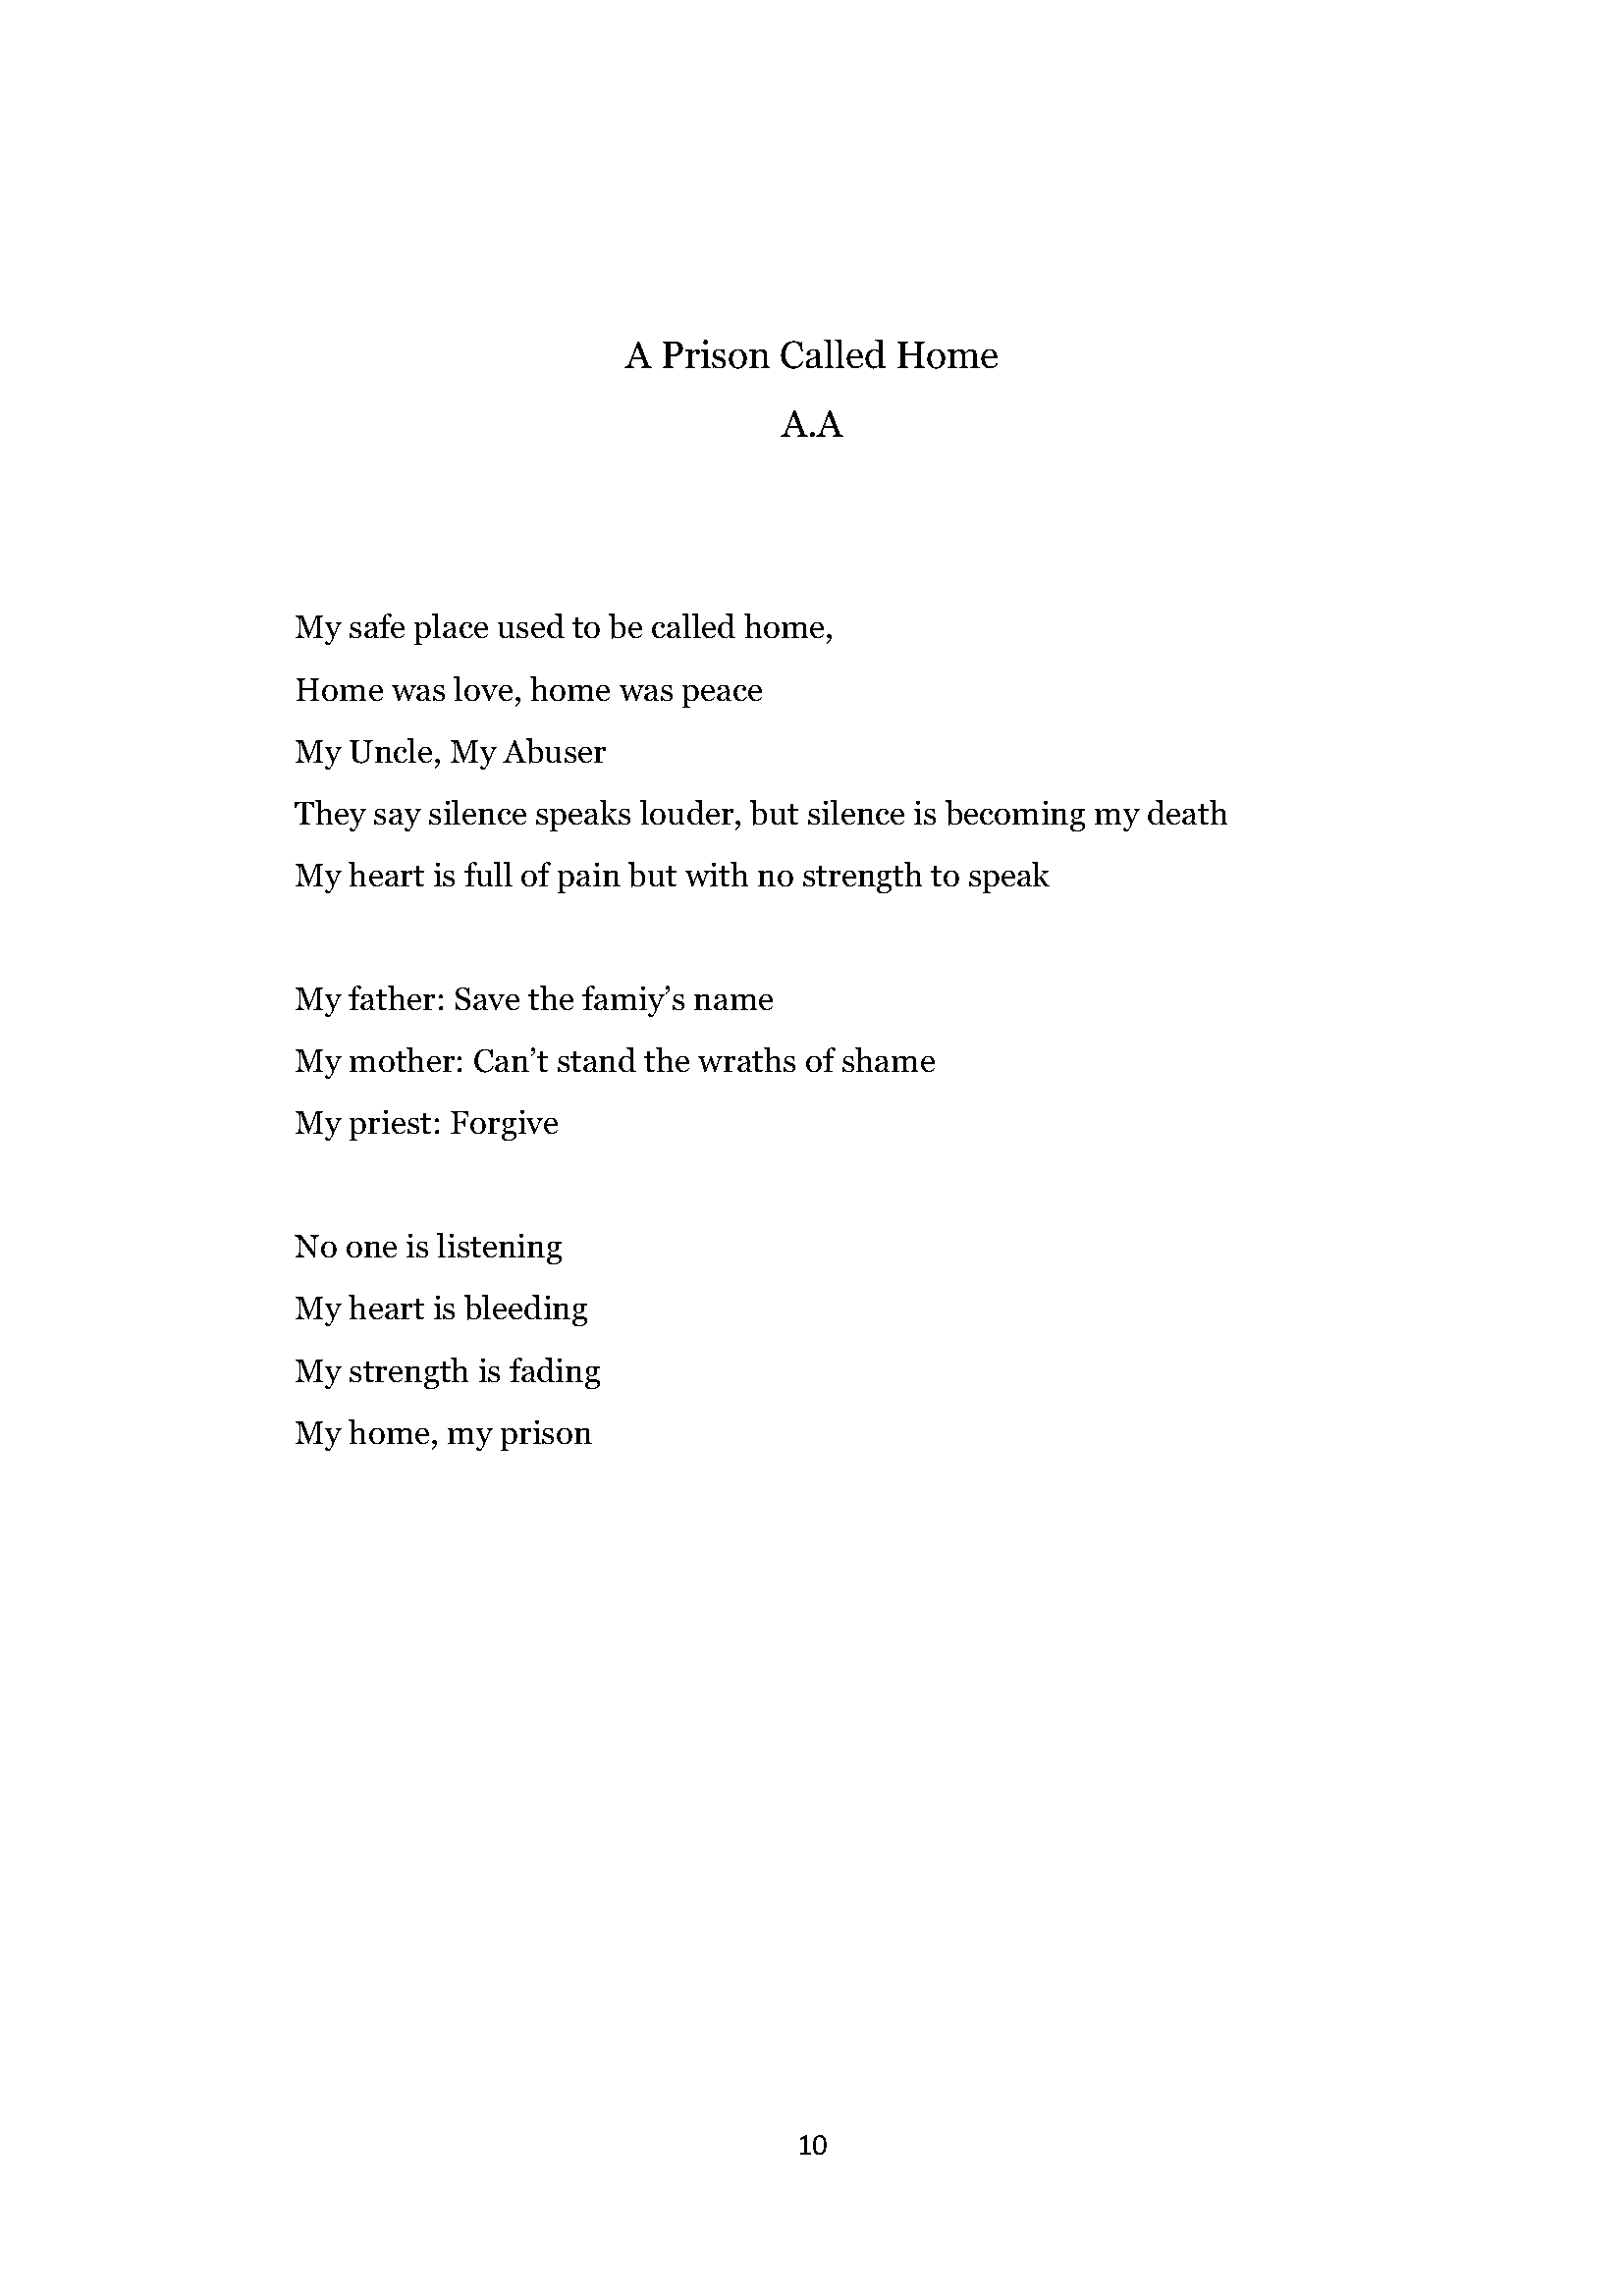 A Prison Called Home
A.A
My safe place used to be called home,
Home was love, home was peace
My Uncle, My Abuser
They say silence speaks louder, but silence is becoming my death
My heart is full of pain but with no strength to speak
My father: Save the famiy’s name
My mother: Can’t stand the wraths of shame
My priest: Forgive
No one is listening
My heart is bleeding
My strength is fading
My home, my prison
10